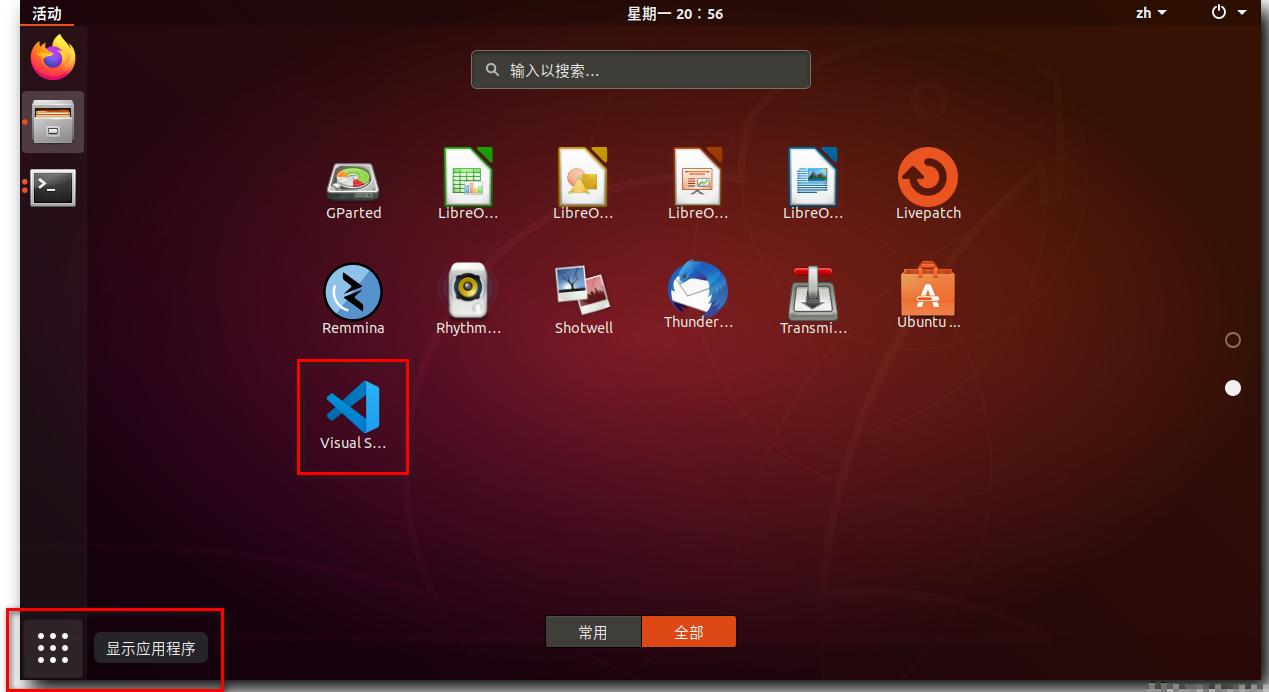 活动
星期一 20：56
zh
输入以搜索…
GParted
LibreO…
LibreO…
LibreO…
LibreO…
Livepatch
Remmina
Rhythm…
Shotwell
Thunder…
Transmi…
Ubuntu …
Visual S…
常用
全部
显示应用程序